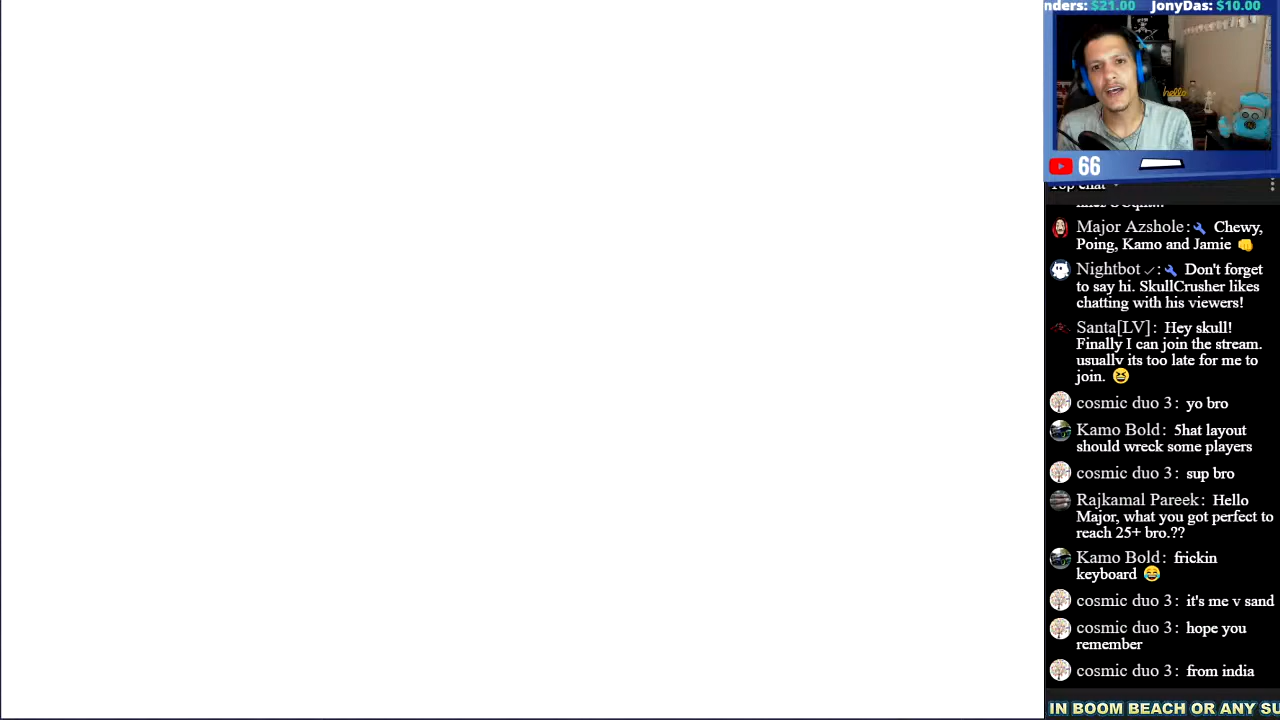 nders: $21.00 JonyDas: $10.00
hello
66
Top chat
Major Azshole: Chewy,
Poing, Kamo and Jamie 👊
Nightbot ✓: Don't forget
to say hi. SkullCrusher likes
chatting with his viewers!
Santa[LV]: Hey skull!
Finally I can join the stream.
usually its too late for me to
join. 😆
cosmic duo 3: yo bro
Kamo Bold: 5hat layout
should wreck some players
cosmic duo 3: sup bro
Rajkamal Pareek: Hello
Major, what you got perfect to
reach 25+ bro.??
Kamo Bold: frickin
keyboard 😂
cosmic duo 3: it's me v sand
cosmic duo 3: hope you
remember
cosmic duo 3: from india
IN BOOM BEACH OR ANY SU